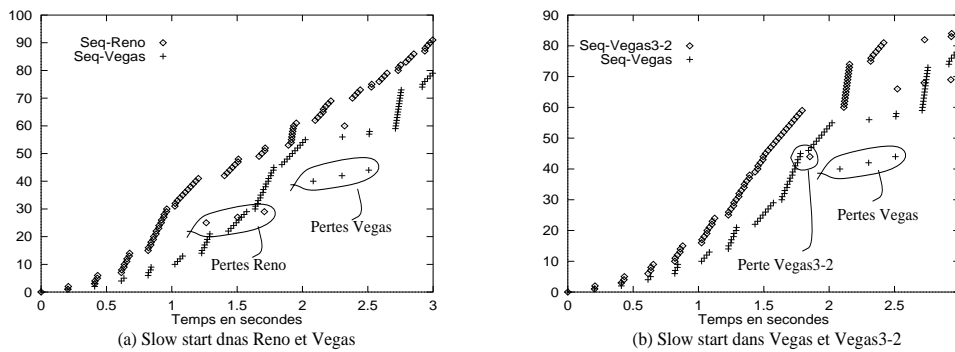 100
90
80
70
60
50
40
30
20
10
0
Seq-Reno
Seq-Vegas
Pertes Vegas
Pertes Reno
0
0.5
1
1.5
2
2.5
3
Temps en secondes
(a) Slow start dnas Reno et Vegas
90
80
70
60
50
40
30
20
10
0
Seq-Vegas3-2
Seq-Vegas
Pertes Vegas
Perte Vegas3-2
0
0.5
1
1.5
2
2.5
Temps en secondes
(b) Slow start dans Vegas et Vegas3-2